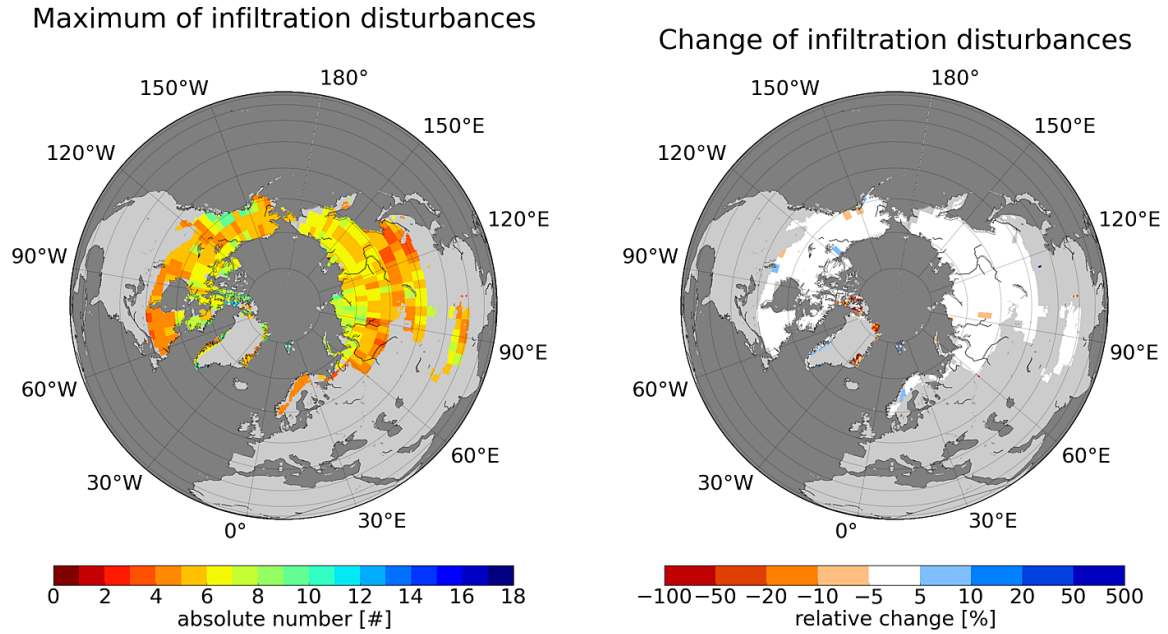 Maximum of infiltration disturbances
180°
150°W
150°E
120°W
120°E
90°W
90°E
60°W
60°E
30°W
30°E
0°
0 2 4 6 8 10 12 14 16 18
absolute number [#]
Change of infiltration disturbances
180°
150°W
150°E
120°W
120°E
90°W
90°E
60°W
60°E
30°W
30°E
0°
−100 −50 −20 −10 −5 5 10 20 50 500
relative change [%]